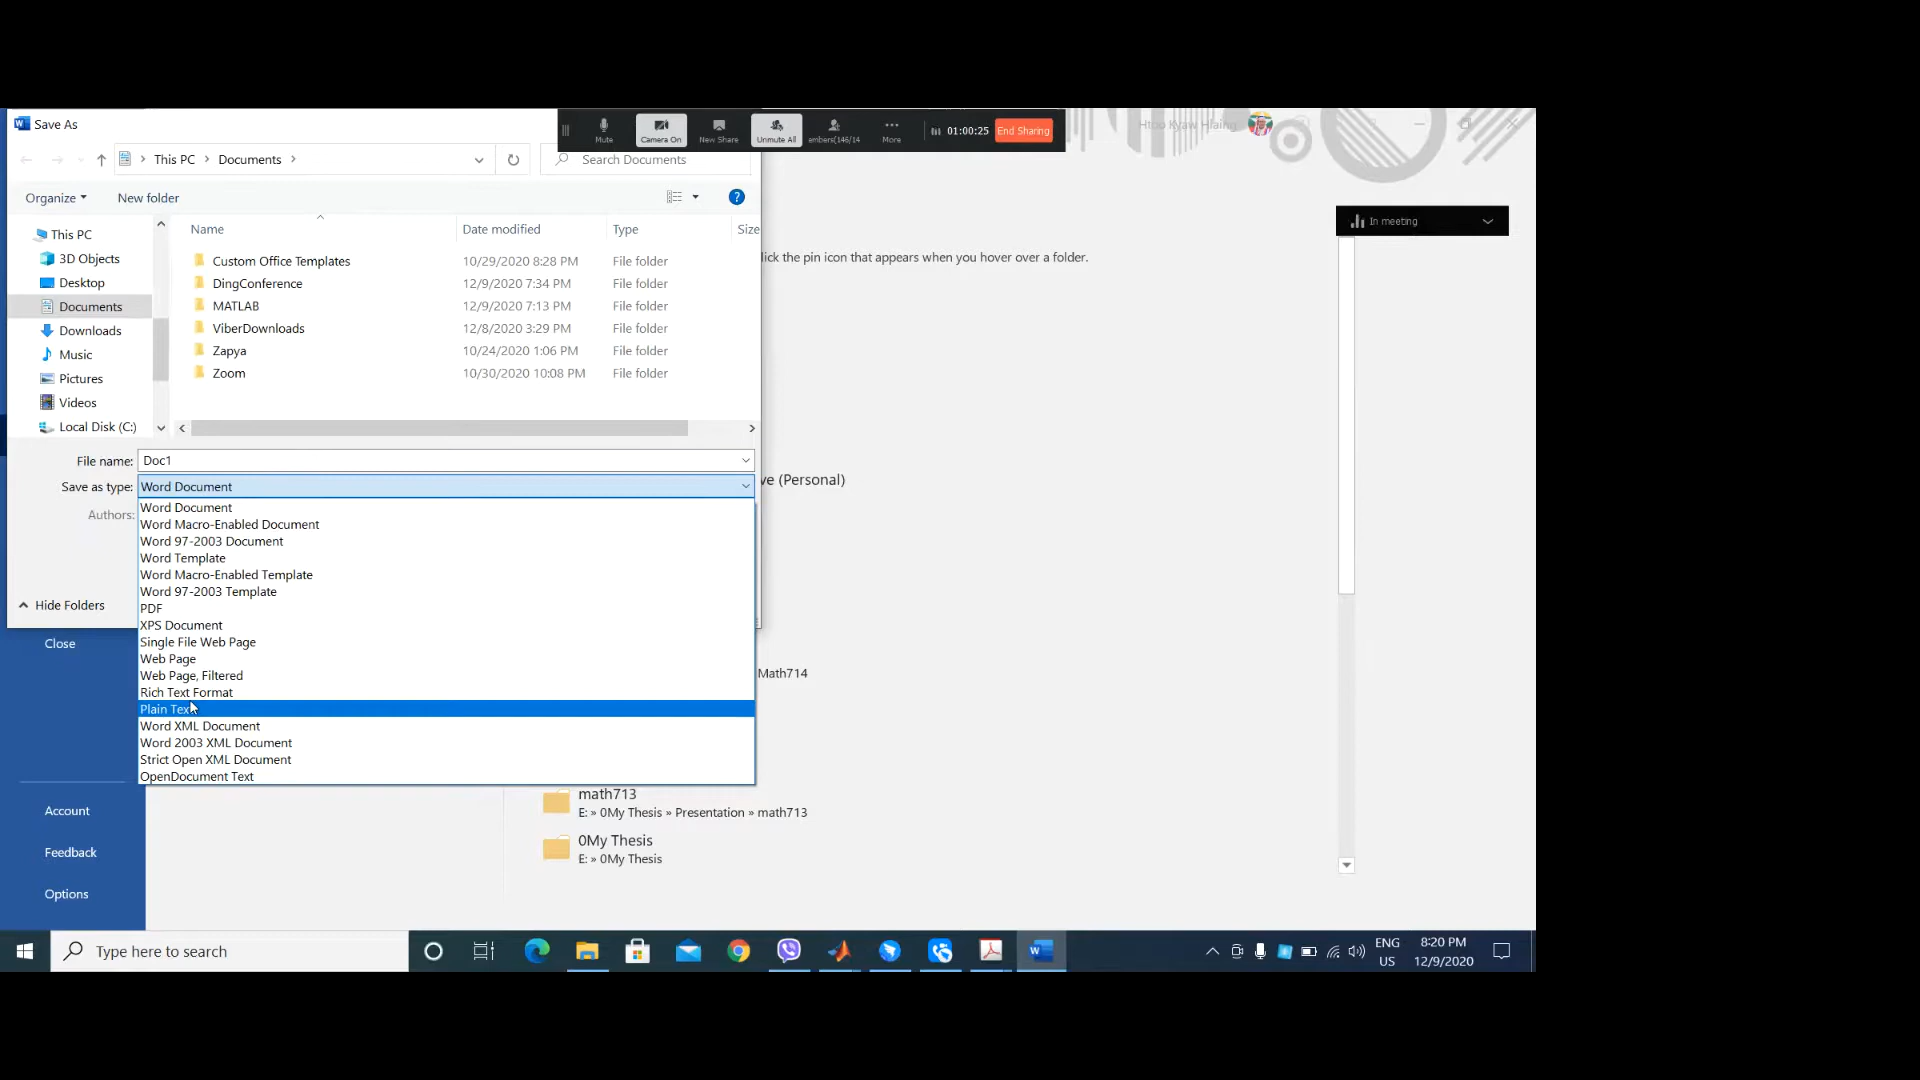 Save As
Mute
Camera On
New Share
Unmute All
embers(146/14
More
01:00:25
End Sharing
Htoo Kyaw Hlaing
This PC
Documents
Search Documents
Organize
New folder
In meeting
Name
Date modified
Type
Size
This PC
3D Objects
Desktop
Documents
Downloads
Music
Pictures
Videos
Local Disk (C:)
Custom Office Templates 10/29/2020 8:28 PM File folder
DingConference 12/9/2020 7:34 PM File folder
MATLAB 12/9/2020 7:13 PM File folder
ViberDownloads 12/8/2020 3:29 PM File folder
Zapya 10/24/2020 1:06 PM File folder
Zoom 10/30/2020 10:08 PM File folder
lick the pin icon that appears when you hover over a folder.
File name: Doc1
Save as type: Word Document
ve (Personal)
Authors:
Word Document
Word Macro-Enabled Document
Word 97-2003 Document
Word Template
Word Macro-Enabled Template
Word 97-2003 Template
PDF
XPS Document
Single File Web Page
Web Page
Web Page, Filtered
Rich Text Format
Plain Text
Word XML Document
Word 2003 XML Document
Strict Open XML Document
OpenDocument Text
Hide Folders
Close
Math714
math713
E: » 0My Thesis » Presentation » math713
0My Thesis
E: » 0My Thesis
Account
Feedback
Options
Type here to search
ENG
US
8:20 PM
12/9/2020